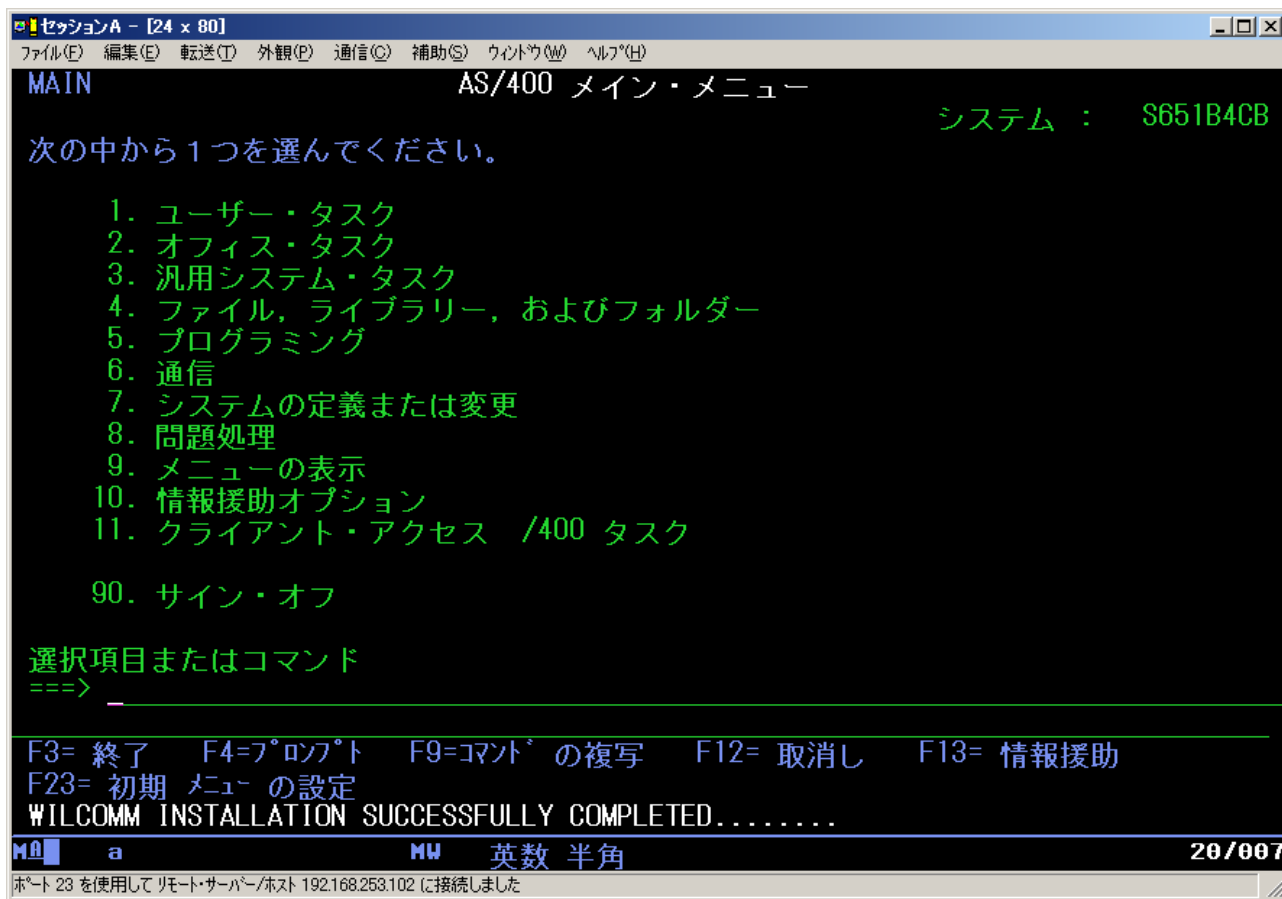 セッションA - [24 x 80]
ファイル(F) 編集(E) 転送(T) 外観(P) 通信(C) 補助(S) ウィンドウ(W) ヘルプ(H)
MAIN AS/400 メイン・メニュー
システム : S651B4CB
次の中から1つを選んでください。
1. ユーザー・タスク
2. オフィス・タスク
3. 汎用システム・タスク
4. ファイル,ライブラリー,およびフォルダー
5. プログラミング
6. 通信
7. システムの定義または変更
8. 問題処理
9. メニューの表示
10. 情報援助オプション
11. クライアント・アクセス /400 タスク
90. サイン・オフ
選択項目またはコマンド
===>
F3= 終了 F4=プロンプト F9=コマンド の複写 F12= 取消し F13= 情報援助
F23= 初期 メニュー の設定
WILCOMM INSTALLATION SUCCESSFULLY COMPLETED........
MA a MW 英数 半角 20/007
ポート 23 を使用して リモート・サーバー/ホスト 192.168.253.102 に接続しました